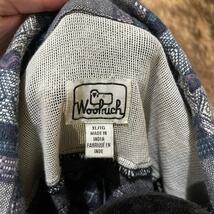 Woolrich
XL/TG
MADE IN
INDIA
FABRIQUÉ EN
INDE